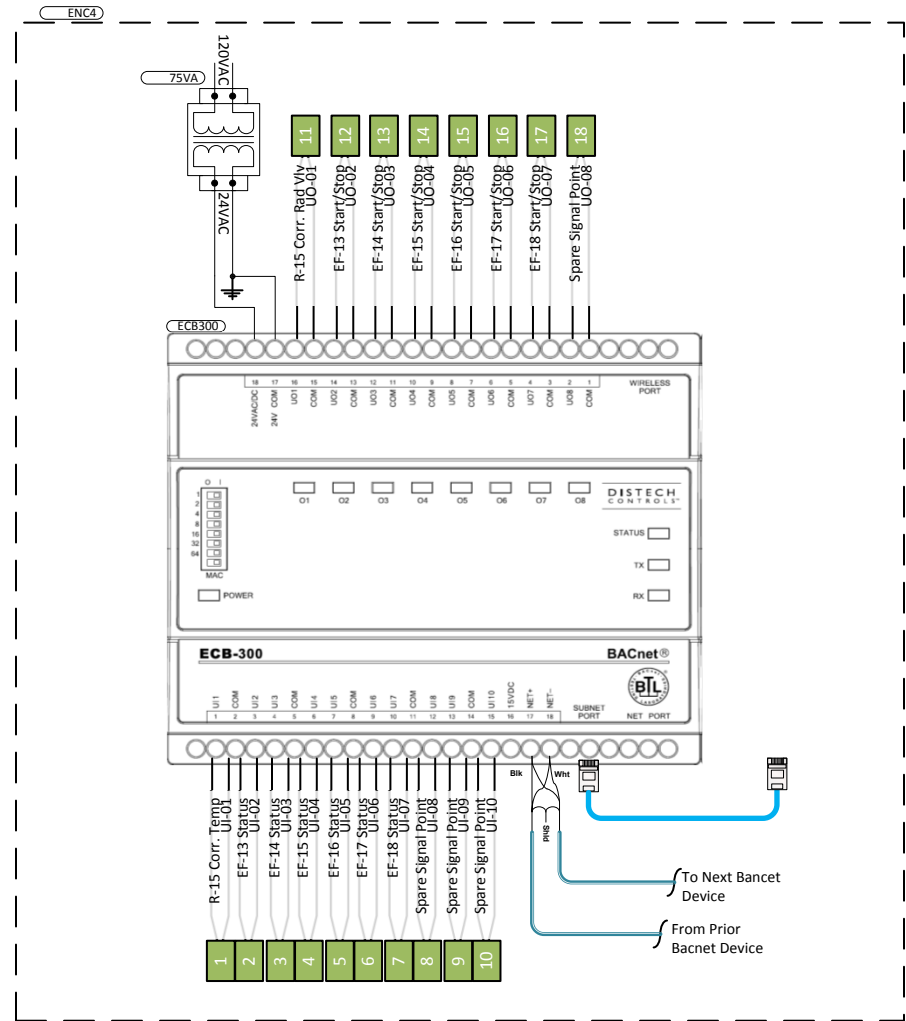 ENC4
120VAC
75VA
24VAC
11
12
13
14
15
16
17
18
R-15 Corr. Rad Vlv
UO-01
EF-13 Start/Stop
UO-02
EF-14 Start/Stop
UO-03
EF-15 Start/Stop
UO-04
EF-16 Start/Stop
UO-05
EF-17 Start/Stop
UO-06
EF-18 Start/Stop
UO-07
Spare Signal Point
UO-08
ECB300
18 17 16 15 14 13 12 11 10 9 8 7 6 5 4 3 2 1
24VAC/DC
24V COM
UO1
COM
UO2
COM
UO3
COM
UO4
COM
UO5
COM
UO6
COM
UO7
COM
UO8
COM
WIRELESS
PORT
O I
1
2
4
8
16
32
64
MAC
POWER
O1 O2 O3 O4 O5 O6 O7 O8
DISTECH
CONTROLS™
STATUS
TX
RX
ECB-300
BACnet®
BTL
UI1
COM
UI2
UI3
COM
UI4
UI5
COM
UI6
UI7
COM
UI8
UI9
COM
UI10
15VDC
NET+
NET-
1 2 3 4 5 6 7 8 9 10 11 12 13 14 15 16 17 18
SUBNET
PORT
NET PORT
Blk
Wht
Shld
R-15 Corr. Temp
UI-01
EF-13 Status
UI-02
EF-14 Status
UI-03
EF-15 Status
UI-04
EF-16 Status
UI-05
EF-17 Status
UI-06
EF-18 Status
UI-07
Spare Signal Point
UI-08
Spare Signal Point
UI-09
Spare Signal Point
UI-10
To Next Bancet
Device
From Prior
Bacnet Device
1
2
3
4
5
6
7
8
9
10